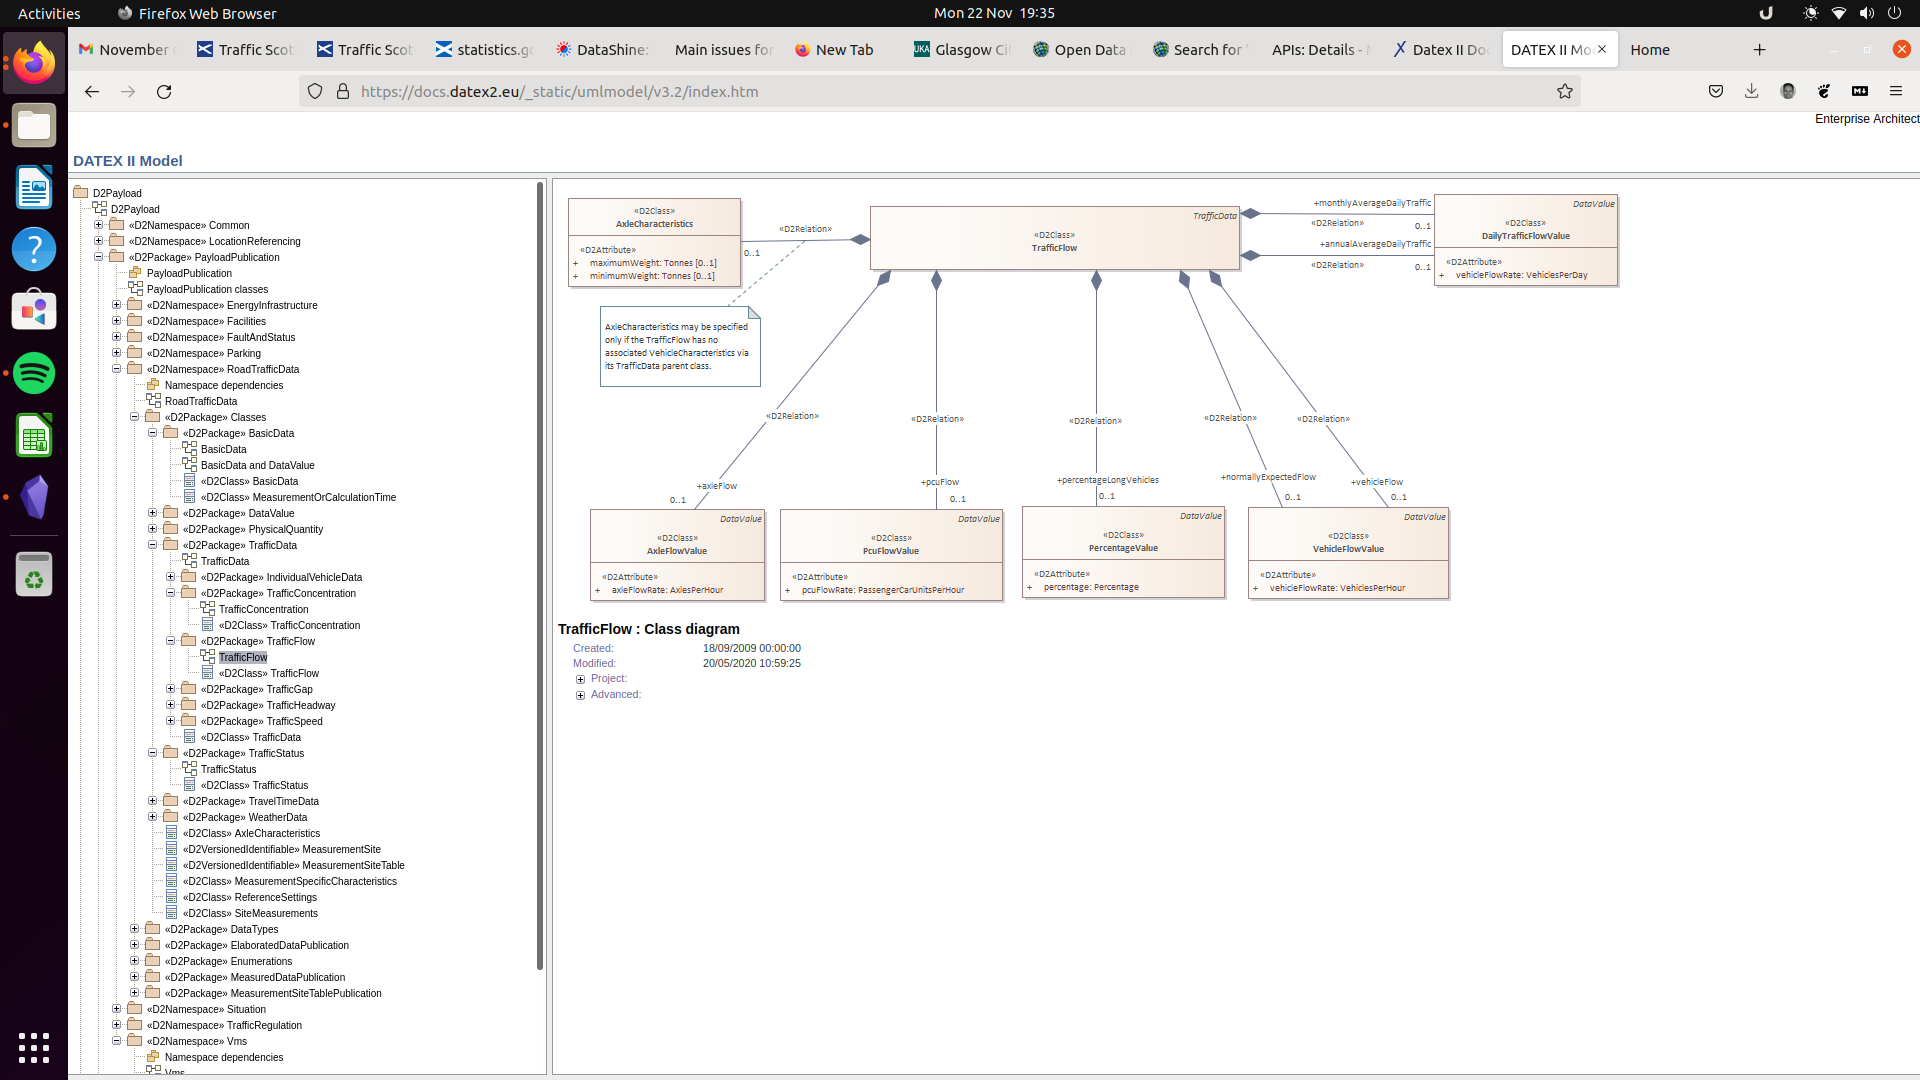 Activities
Firefox Web Browser
Mon 22 Nov 19:35
November
Traffic Scot
Traffic Scot
statistics.go
DataShine:
Main issues for
New Tab
UKA Glasgow Ci
Open Data
Search for
APIs: Details -
Datex II Do
DATEX II Mo
Home
https://docs.datex2.eu/_static/umlmodel/v3.2/index.htm
Enterprise Architect
DATEX II Model
D2Payload
D2Payload
«D2Namespace» Common
«D2Namespace» LocationReferencing
«D2Package» PayloadPublication
PayloadPublication
PayloadPublication classes
«D2Namespace» EnergyInfrastructure
«D2Namespace» Facilities
«D2Namespace» FaultAndStatus
«D2Namespace» Parking
«D2Namespace» RoadTrafficData
Namespace dependencies
RoadTrafficData
«D2Package» Classes
«D2Package» BasicData
BasicData
BasicData and DataValue
«D2Class» BasicData
«D2Class» MeasurementOrCalculationTime
«D2Package» DataValue
«D2Package» PhysicalQuantity
«D2Package» TrafficData
TrafficData
«D2Package» IndividualVehicleData
«D2Package» TrafficConcentration
TrafficConcentration
«D2Class» TrafficConcentration
«D2Package» TrafficFlow
TrafficFlow
«D2Class» TrafficFlow
«D2Package» TrafficGap
«D2Package» TrafficHeadway
«D2Package» TrafficSpeed
«D2Class» TrafficData
«D2Package» TrafficStatus
TrafficStatus
«D2Class» TrafficStatus
«D2Package» TravelTimeData
«D2Package» WeatherData
«D2Class» AxleCharacteristics
«D2VersionedIdentifiable» MeasurementSite
«D2VersionedIdentifiable» MeasurementSiteTable
«D2Class» MeasurementSpecificCharacteristics
«D2Class» ReferenceSettings
«D2Class» SiteMeasurements
«D2Package» DataTypes
«D2Package» ElaboratedDataPublication
«D2Package» Enumerations
«D2Package» MeasuredDataPublication
«D2Package» MeasurementSiteTablePublication
«D2Namespace» Situation
«D2Namespace» TrafficRegulation
«D2Namespace» Vms
Namespace dependencies
Vms
«D2Class»
AxleCharacteristics
«D2Attribute»
+ maximumWeight: Tonnes [0..1]
+ minimumWeight: Tonnes [0..1]
«D2Relation»
0..1
TrafficData
«D2Class»
TrafficFlow
+monthlyAverageDailyTraffic
«D2Relation»
0..1
+annualAverageDailyTraffic
«D2Relation»
0..1
DataValue
«D2Class»
DailyTrafficFlowValue
«D2Attribute»
+ vehicleFlowRate: VehiclesPerDay
AxleCharacteristics may be specified
only if the TrafficFlow has no
associated VehicleCharacteristics via
its TrafficData parent class.
«D2Relation»
«D2Relation»
«D2Relation»
«D2Relation»
«D2Relation»
+axleFlow
0..1
+pcuFlow
0..1
+percentageLongVehicles
0..1
+normallyExpectedFlow
0..1
+vehicleFlow
0..1
DataValue
«D2Class»
AxleFlowValue
«D2Attribute»
+ axleFlowRate: AxlesPerHour
DataValue
«D2Class»
PcuFlowValue
«D2Attribute»
+ pcuFlowRate: PassengerCarUnitsPerHour
DataValue
«D2Class»
PercentageValue
«D2Attribute»
+ percentage: Percentage
DataValue
«D2Class»
VehicleFlowValue
«D2Attribute»
+ vehicleFlowRate: VehiclesPerHour
TrafficFlow : Class diagram
Created: 18/09/2009 00:00:00
Modified: 20/05/2020 10:59:25
Project:
Advanced: